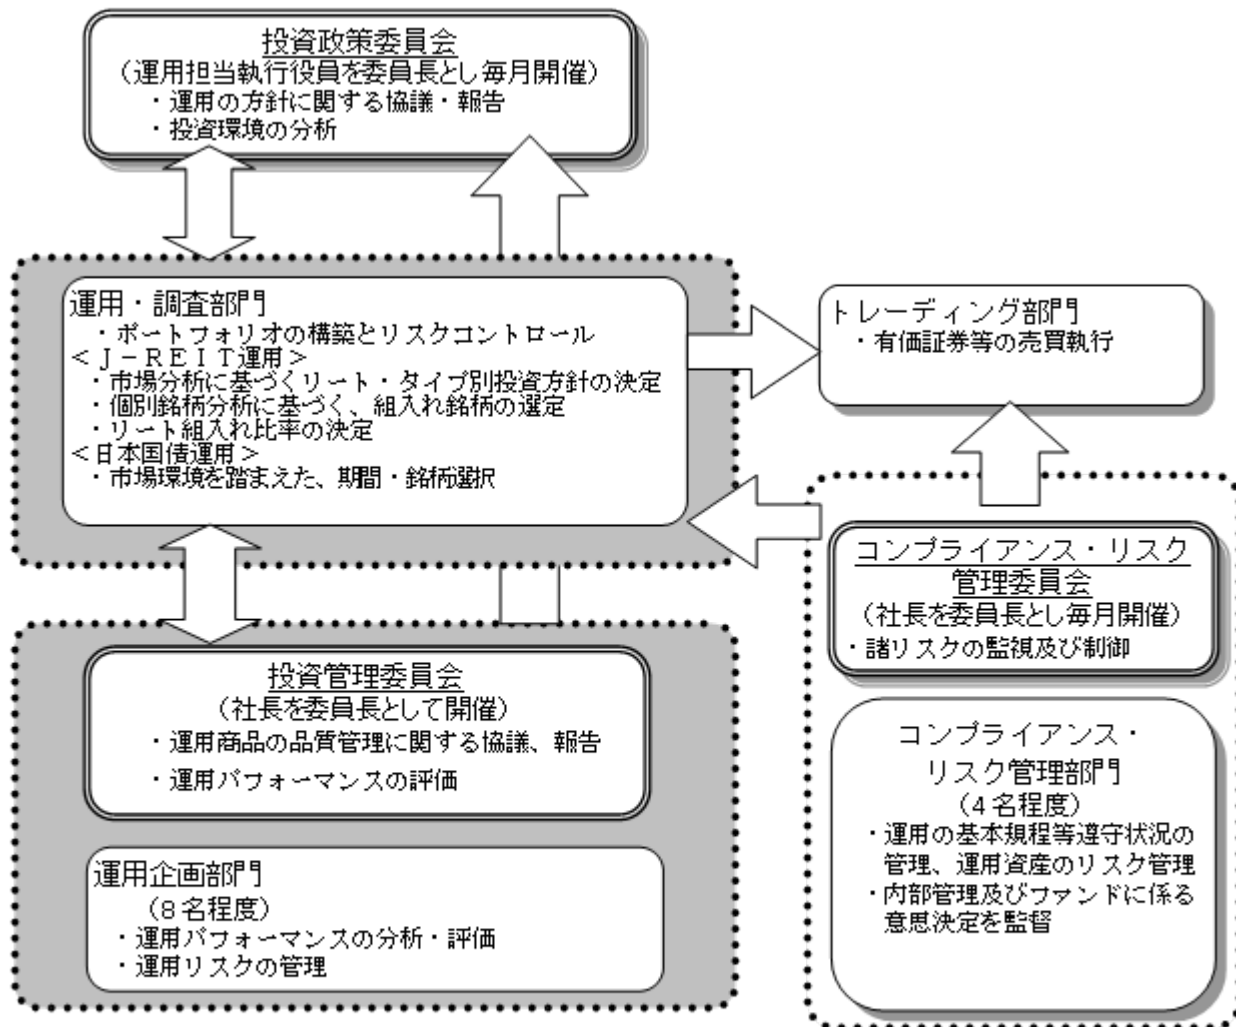 投資政策委員会
（運用担当執行役員を委員長とし毎月開催）
・運用の方針に関する協議・報告
・投資環境の分析
運用・調査部門
・ポートフォリオの構築とリスクコントロール
＜Ｊ－ＲＥＩＴ運用＞
・市場分析に基づくリート・タイプ別投資方針の決定
・個別銘柄分析に基づく、組入れ銘柄の選定
・リート組入れ比率の決定
＜日本国債運用＞
・市場環境を踏まえた、期間・銘柄選択
トレーディング部門
・有価証券等の売買執行
投資管理委員会
（社長を委員長として開催）
・運用商品の品質管理に関する協議、報告
・運用パフォーマンスの評価
運用企画部門
（８名程度）
・運用パフォーマンスの分析・評価
・運用リスクの管理
コンプライアンス・リスク
管理委員会
（社長を委員長とし毎月開催）
・諸リスクの監視及び制御
コンプライアンス・
リスク管理部門
（４名程度）
・運用の基本規程等遵守状況の
管理、運用資産のリスク管理
・内部管理及びファンドに係る
意思決定を監督